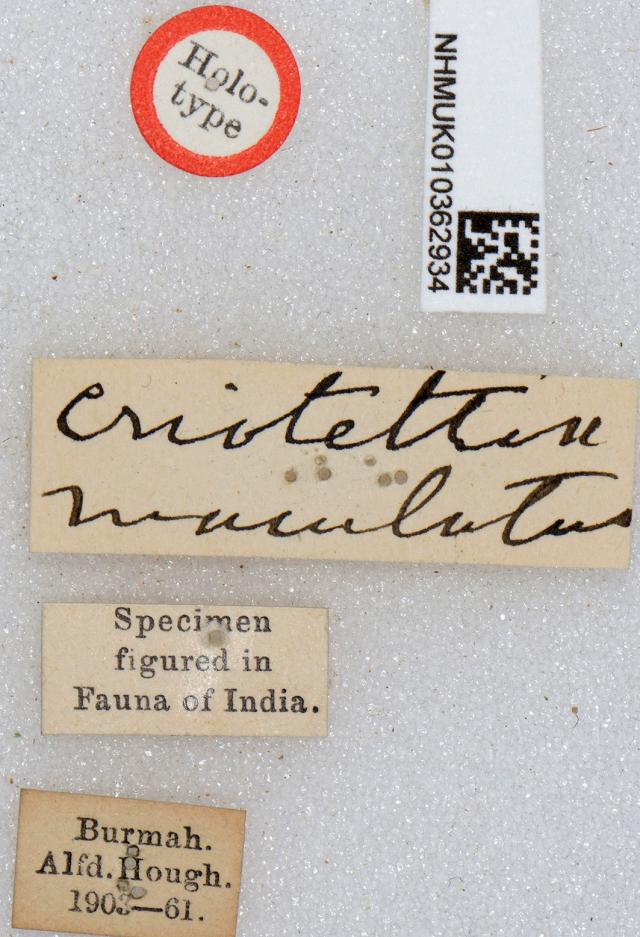 Holo-
type
NHMUK010362934
Criotettix
maculatus
Specimen
figured in
Fauna of India.
Burmah.
Alfd. Hough.
1903—61.